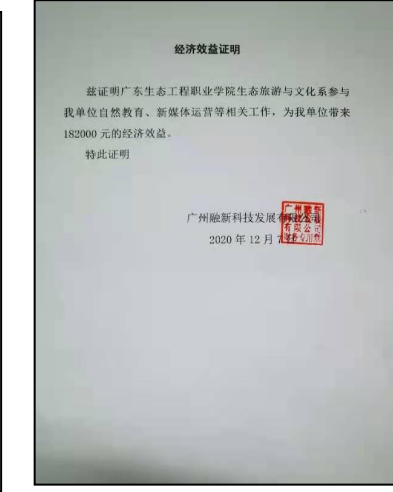 经济效益证明
兹证明广东生态工程职业学院生态旅游与文化系参与
我单位自然教育、新媒体运营等相关工作，为我单位带来
182000 元的经济效益。
特此证明
广州融新科技发展有限公司
2020 年 12 月 7 日